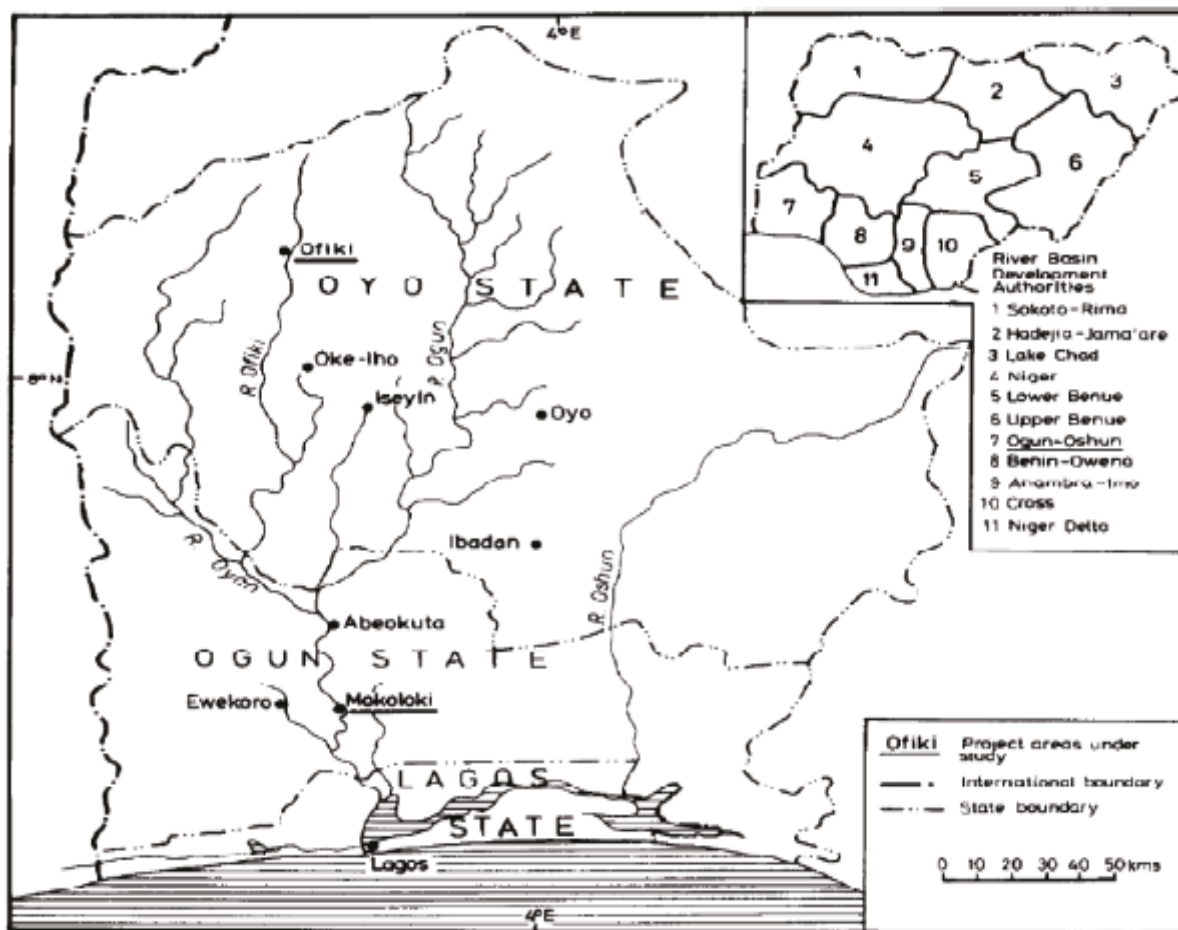 4°E
1
2
3
4
5
6
7
8
9
10
11
River Basin
Development
Authorities
1 Sokoto-Rima
2 Hadejia-Jama'are
3 Lake Chad
4 Niger
5 Lower Benue
6 Upper Benue
7 Ogun-Oshun
8 Benin-Owena
9 Anambra-Imo
10 Cross
11 Niger Delta
Ofiki
OYO STATE
R. Ofiki
R. Ogun
Oke-Iho
8°N
Iseyin
Oyo
Ibadan
R. Oyan
R. Oshun
Abeokuta
OGUN STATE
Ewekoro
Mokoloki
LAGOS
STATE
Lagos
4°E
Ofiki Project areas under
study
International boundary
State boundary
0 10 20 30 40 50 kms